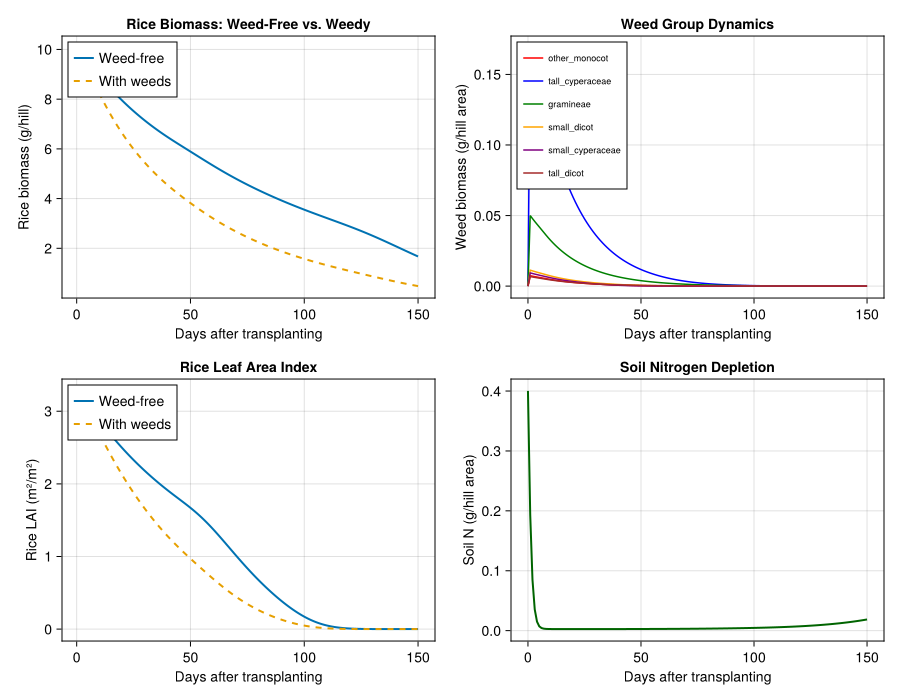 Rice Biomass: Weed-Free vs. Weedy
Rice biomass (g/hill)
10
8
6
4
2
Weed-free
With weeds
0 50 100 150
Days after transplanting
Weed Group Dynamics
Weed biomass (g/hill area)
0.15
0.10
0.05
0.00
other_monocot
tall_cyperaceae
gramineae
small_dicot
small_cyperaceae
tall_dicot
0 50 100 150
Days after transplanting
Rice Leaf Area Index
Rice LAI (m²/m²)
3
2
1
0
Weed-free
With weeds
0 50 100 150
Days after transplanting
Soil Nitrogen Depletion
Soil N (g/hill area)
0.4
0.3
0.2
0.1
0.0
0 50 100 150
Days after transplanting